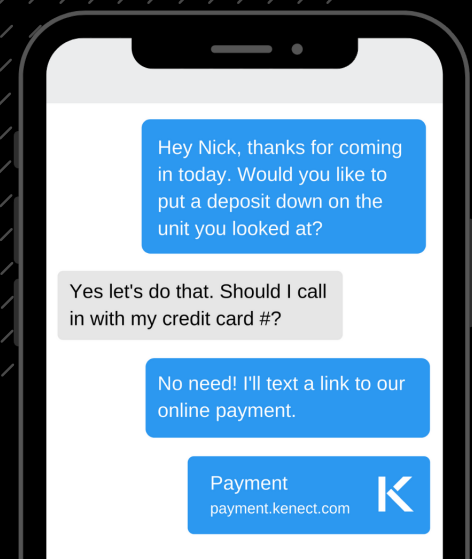 Hey Nick, thanks for coming
in today. Would you like to
put a deposit down on the
unit you looked at?
Yes let's do that. Should I call
in with my credit card #?
No need! I'll text a link to our
online payment.
Payment
payment.kenect.com
K